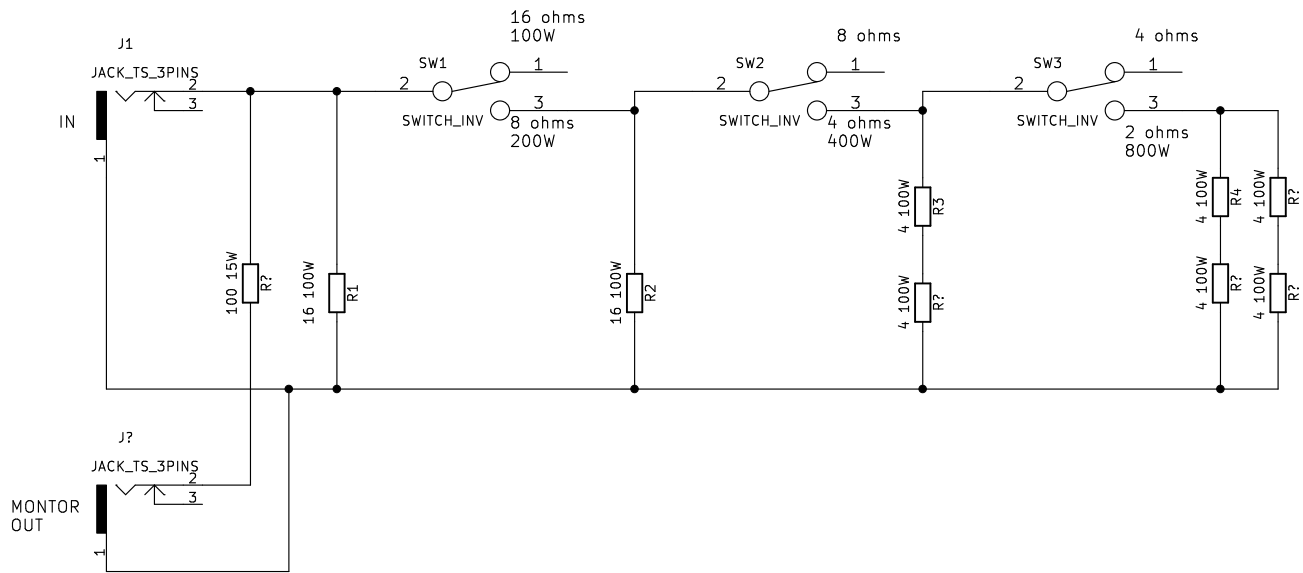 16 ohms
100W
J1
8 ohms
4 ohms
SW1
SW2
SW3
JACK_TS_3PINS
2
3
1
IN
2
1
3
SWITCH_INV
8 ohms
200W
2
1
3
SWITCH_INV
4 ohms
400W
2
1
3
SWITCH_INV
2 ohms
800W
100 15W
R?
16 100W
R1
16 100W
R2
4 100W
R3
4 100W
R?
4 100W
R4
4 100W
R?
4 100W
R?
4 100W
R?
J?
JACK_TS_3PINS
2
3
1
MONTOR
OUT